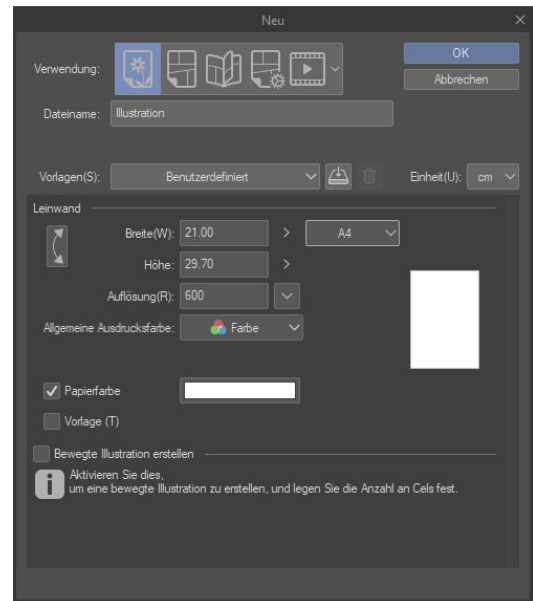 Neu
Verwendung:
OK
Abbrechen
Dateiname: Illustration
Vorlagen(S): Benutzerdefiniert Einheit(U): cm
Leinwand
Breite(W): 21.00 > A4
Höhe: 29.70 >
Auflösung(R): 600
Allgemeine Ausdrucksfarbe: Farbe
Papierfarbe
Vorlage (T)
Bewegte Illustration erstellen
Aktivieren Sie dies,
um eine bewegte Illustration zu erstellen, und legen Sie die Anzahl an Cels fest.